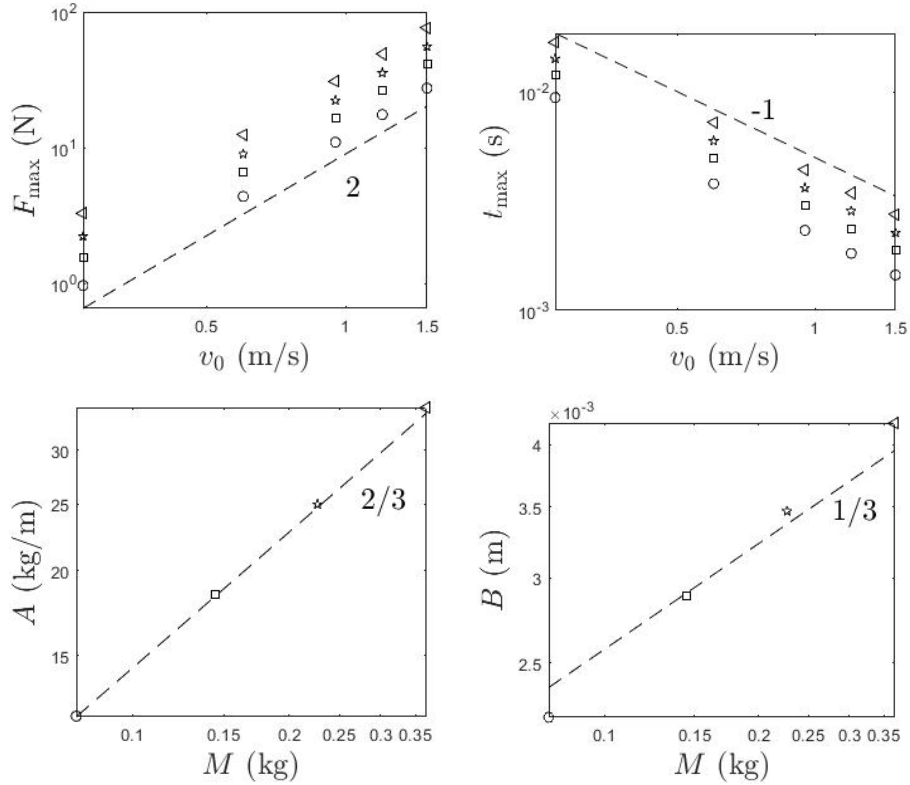 10²
10¹
10⁰
F_max (N)
2
0.5 1 1.5
v₀ (m/s)
10⁻²
10⁻³
t_max (s)
-1
0.5 1 1.5
v₀ (m/s)
30
25
20
15
A (kg/m)
2/3
0.1 0.15 0.2 0.25 0.3 0.35
M (kg)
× 10⁻³
4
3.5
3
2.5
B (m)
1/3
0.1 0.15 0.2 0.25 0.3 0.35
M (kg)